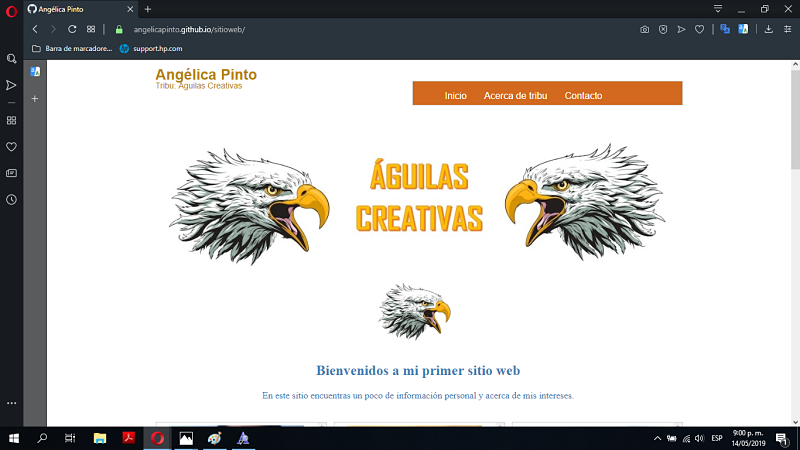 Angélica Pinto
angelicapinto.github.io/sitioweb/
Barra de marcadore... support.hp.com
Angélica Pinto
Tribu: Aguilas Creativas
Inicio Acerca de tribu Contacto
ÁGUILAS
CREATIVAS
Bienvenidos a mi primer sitio web
En este sitio encuentras un poco de información personal y acerca de mis intereses.
ESP
9:00 p. m.
14/05/2019
1